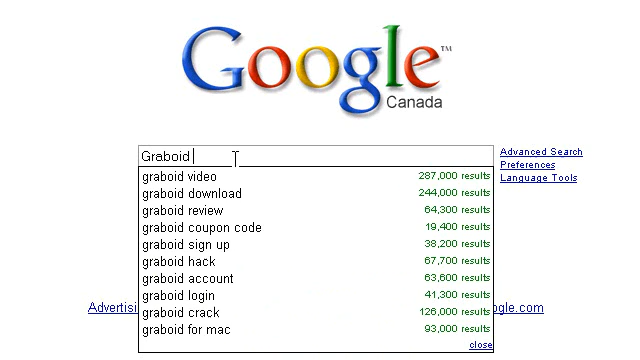 Google™
Canada
Graboid
Advanced Search
Preferences
Language Tools
graboid video 287,000 results
graboid download 244,000 results
graboid review 64,300 results
graboid coupon code 19,400 results
graboid sign up 38,200 results
graboid hack 67,700 results
graboid account 63,600 results
graboid login 41,300 results
graboid crack 126,000 results
graboid for mac 93,000 results
close
Advertisi
ogle.com